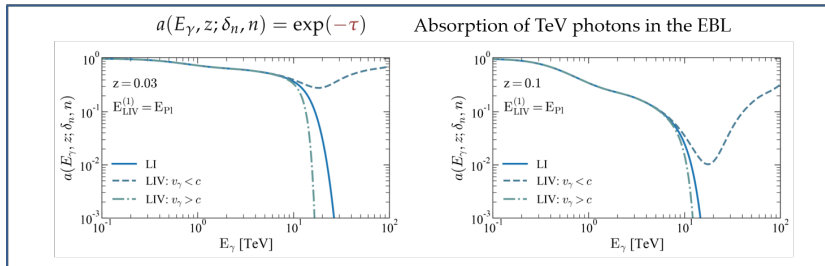 a(E_γ, z; δ_n, n) = exp(−τ) Absorption of TeV photons in the EBL
10^0
10^-1
10^-2
10^-3
a(E_γ, z; δ_n, n)
z = 0.03
E_LIV^(1) = E_Pl
LI
LIV: v_γ < c
LIV: v_γ > c
10^-1 10^0 10^1 10^2
E_γ [TeV]
10^0
10^-1
10^-2
10^-3
a(E_γ, z; δ_n, n)
z = 0.1
E_LIV^(1) = E_Pl
LI
LIV: v_γ < c
LIV: v_γ > c
10^-1 10^0 10^1 10^2
E_γ [TeV]